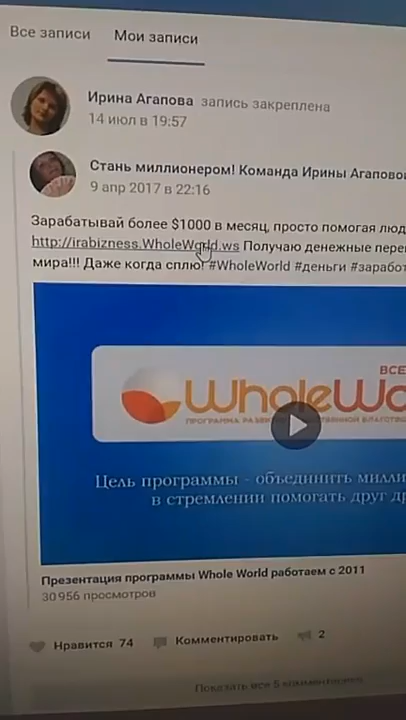 Все записи Мои записи
Ирина Агапова запись закреплена
14 июл в 19:57
Стань миллионером! Команда Ирины Агаповой
9 апр 2017 в 22:16
Зарабатывай более $1000 в месяц, просто помогая люд
http://irabizness.WholeWorld.ws Получаю денежные пере
мира!!! Даже когда сплю! #WholeWorld #деньги #заработ
ВСЕ
WholeWo
ПРОГРАММА
Цель программы - объединить милли
в стремлении помогать друг др
Презентация программы Whole World работаем с 2011
30 956 просмотров
Нравится 74 Комментировать 2
Показать все 5 комментариев